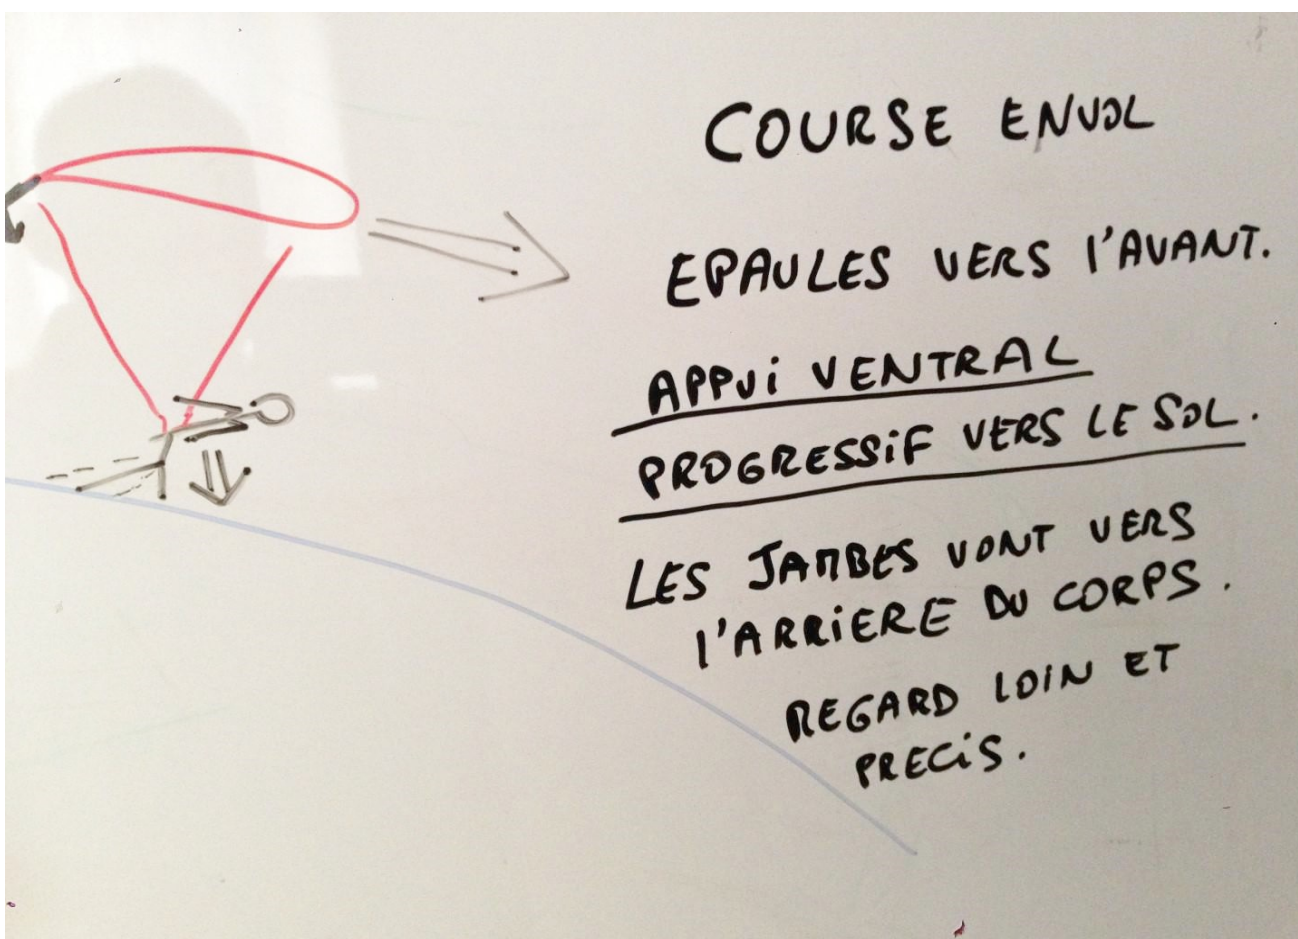 COURSE ENVOL
EPAULES VERS l'AVANT.
APPUi VENTRAL
PROGRESSiF VERS LE SOL.
LES JAMBES VONT VERS
l'ARRiERE DU CORPS.
REGARD LOIN ET
PRECiS.